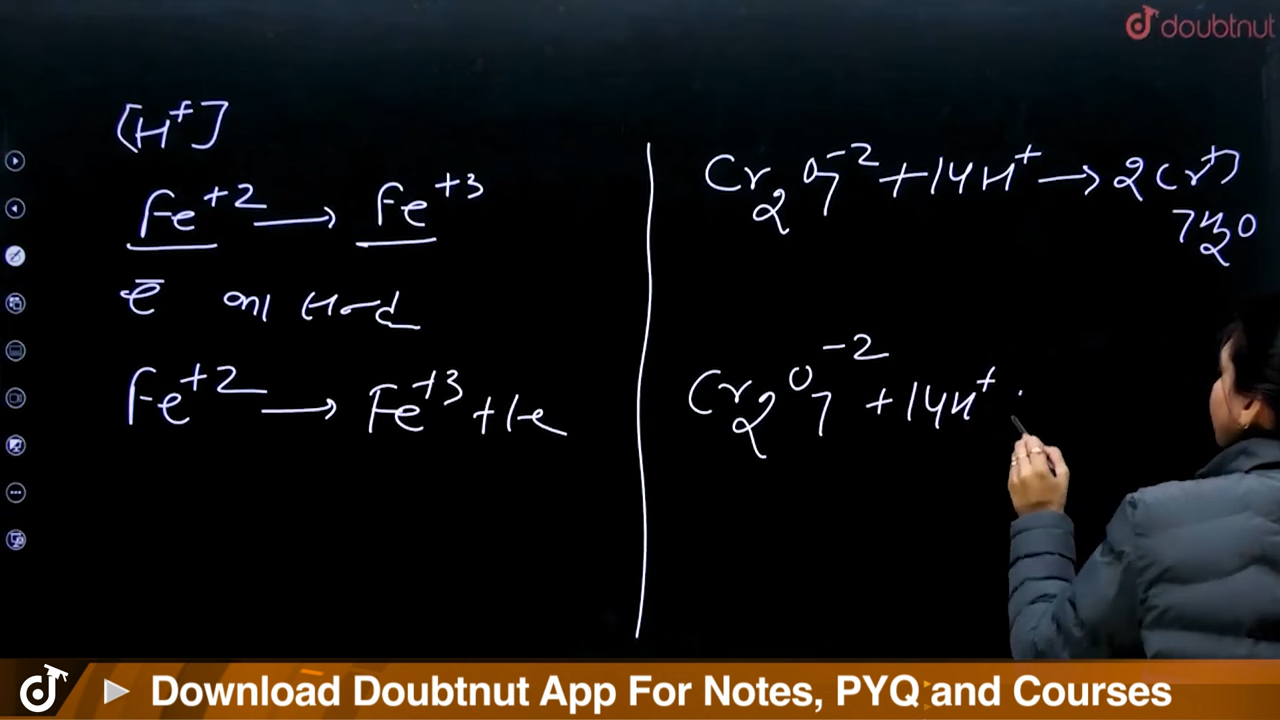 doubtnut
[H⁺]
Fe⁺² → Fe⁺³
Fe⁺² → Fe⁺³ + 1e
Cr₂O₇⁻² + 14H⁺ → 2Cr⁺³
7H₂O
Cr₂O₇⁻² + 14H⁺
Download Doubtnut App For Notes, PYQ and Courses